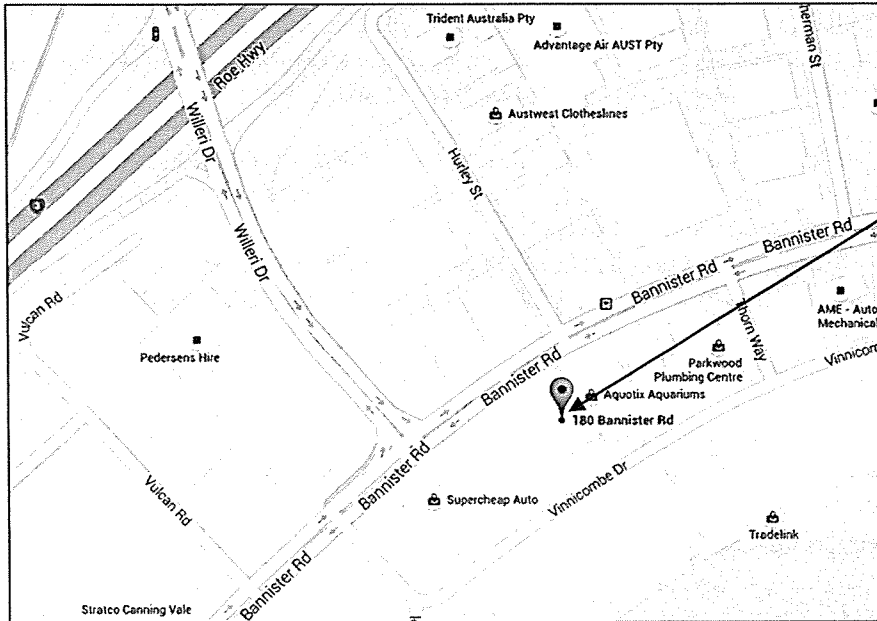 Trident Australia Pty
Advantage Air AUST Pty
Roe Hwy
Willeri Dr
Austwest Clotheslines
Hurley St
Willeri Dr
Bannister Rd
Bannister Rd
Vulcan Rd
AME - Auto
Mechanical
Pedersens Hire
Thorn Way
Parkwood
Plumbing Centre
Bannister Rd
Aquotix Aquariums
180 Bannister Rd
Bannister Rd
Vinnicombe Dr
Supercheap Auto
Vulcan Rd
Tradelink
Bannister Rd
Stratco Canning Vale